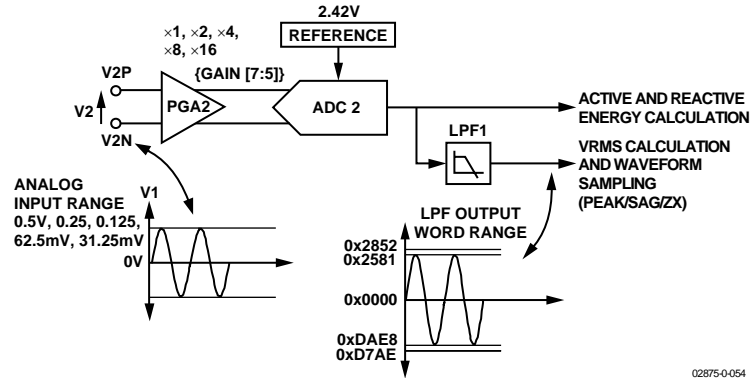 2.42V
REFERENCE
×1, ×2, ×4,
×8, ×16
{GAIN [7:5]}
V2P
V2
V2N
PGA2
ADC 2
ACTIVE AND REACTIVE
ENERGY CALCULATION
LPF1
VRMS CALCULATION
AND WAVEFORM
SAMPLING
(PEAK/SAG/ZX)
ANALOG
INPUT RANGE
0.5V, 0.25, 0.125,
62.5mV, 31.25mV
V1
0V
LPF OUTPUT
WORD RANGE
0x2852
0x2581
0x0000
0xDAE8
0xD7AE
02875-0-054